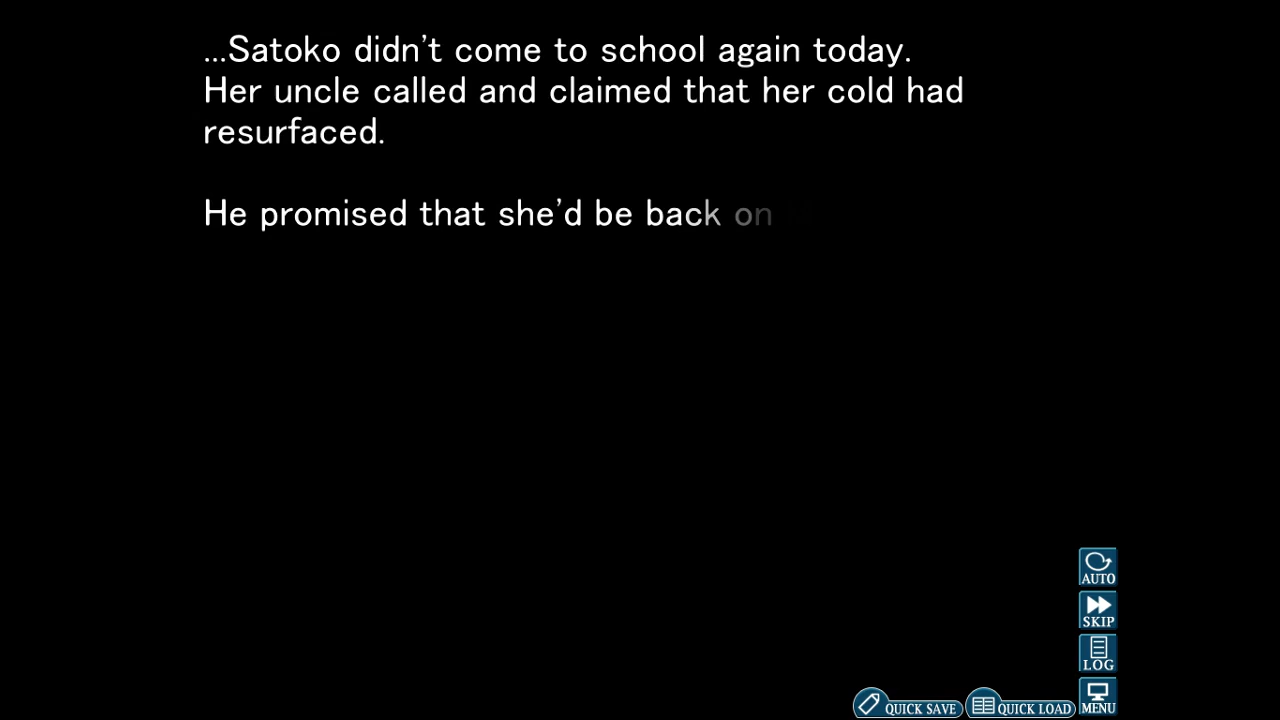 ...Satoko didn't come to school again today.
Her uncle called and claimed that her cold had
resurfaced.
He promised that she'd be back on
AUTO
SKIP
LOG
MENU
QUICK SAVE
QUICK LOAD